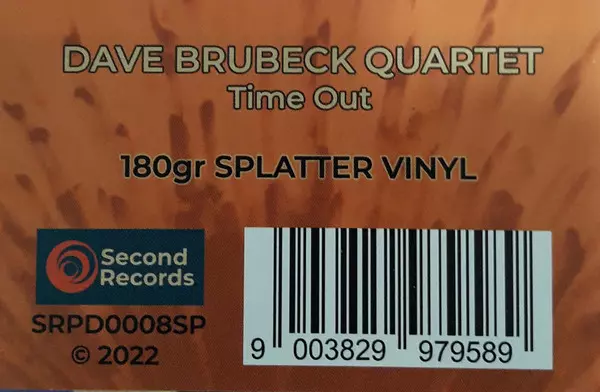 DAVE BRUBECK QUARTET
Time Out
180gr SPLATTER VINYL
Second
Records
SRPD0008SP
© 2022
9 003829 979589